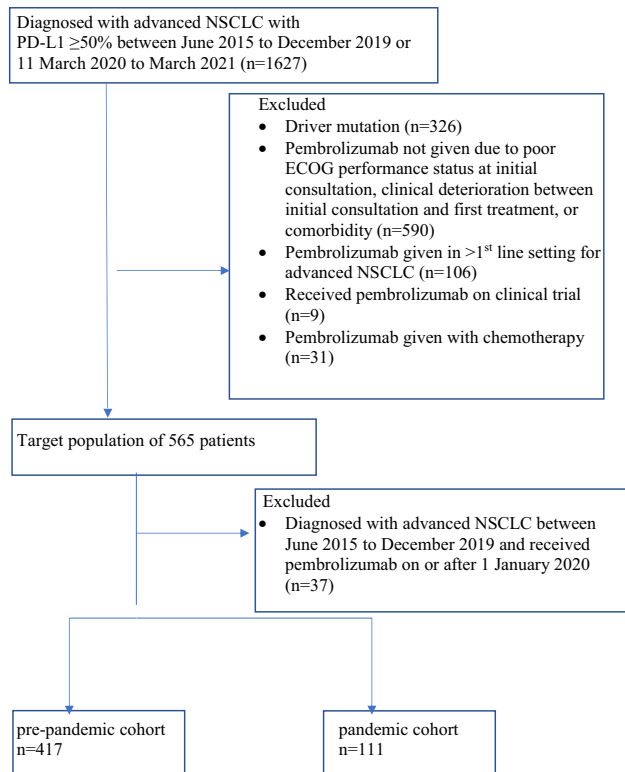 Diagnosed with advanced NSCLC with
PD-L1 ≥50% between June 2015 to December 2019 or
11 March 2020 to March 2021 (n=1627)
Excluded
• Driver mutation (n=326)
• Pembrolizumab not given due to poor
ECOG performance status at initial
consultation, clinical deterioration between
initial consultation and first treatment, or
comorbidity (n=590)
• Pembrolizumab given in >1st line setting for
advanced NSCLC (n=106)
• Received pembrolizumab on clinical trial
(n=9)
• Pembrolizumab given with chemotherapy
(n=31)
Target population of 565 patients
Excluded
• Diagnosed with advanced NSCLC between
June 2015 to December 2019 and received
pembrolizumab on or after 1 January 2020
(n=37)
pre-pandemic cohort
n=417
pandemic cohort
n=111